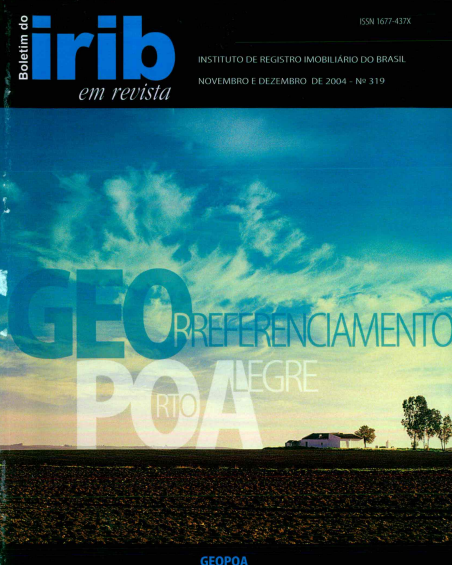 Boletim do
irib
em revista
ISSN 1677-437X
INSTITUTO DE REGISTRO IMOBILIÁRIO DO BRASIL
NOVEMBRO E DEZEMBRO DE 2004 - Nº 319
GEORREFERENCIAMENTO
PORTO ALEGRE
GEOPOA